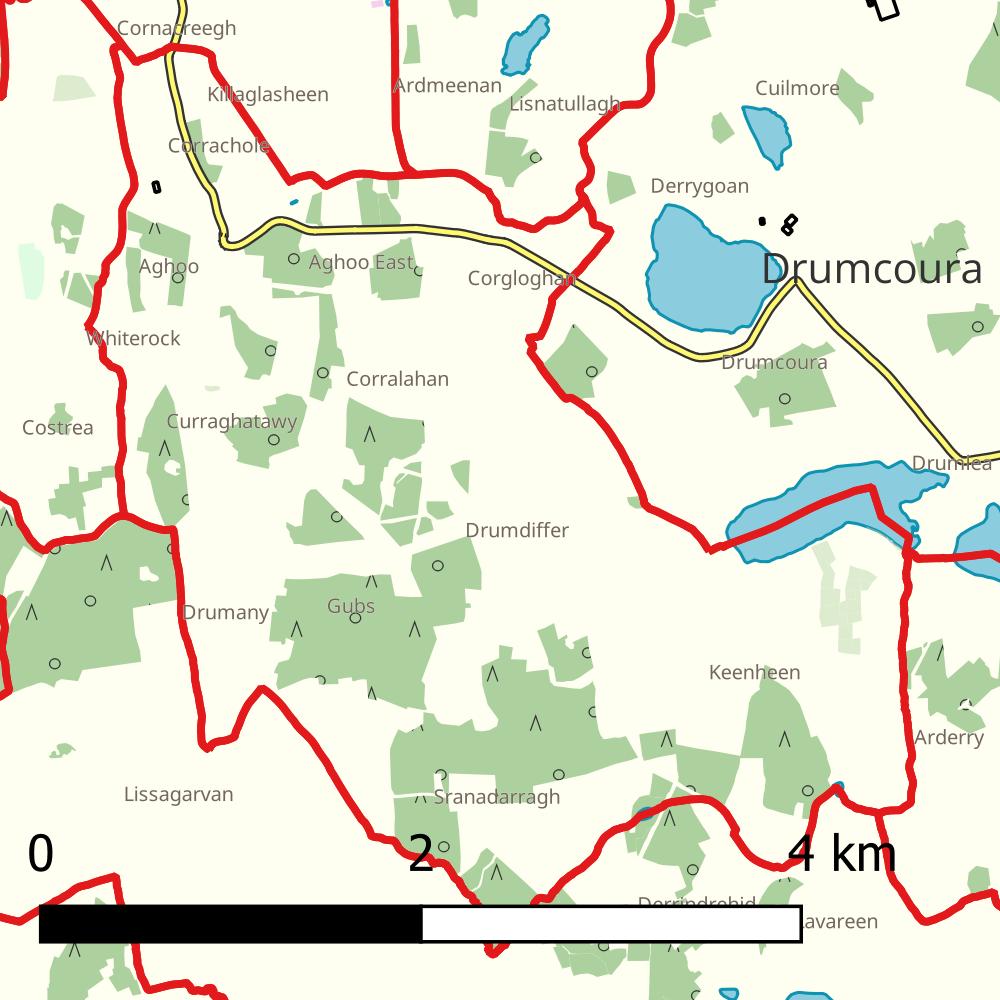 Cornacreegh
Ardmeenan
Killaglasheen
Lisnatullagh
Cuilmore
Corrachole
Derrygoan
Aghoo
Aghoo East
Corgloghan
Drumcoura
Whiterock
Drumcoura
Corralahan
Costrea
Curraghatawy
Drumlea
Drumdiffer
Drumany
Gubs
Keenheen
Arderry
Lissagarvan
Sranadarragh
0 2 4 km
Derrindrehid